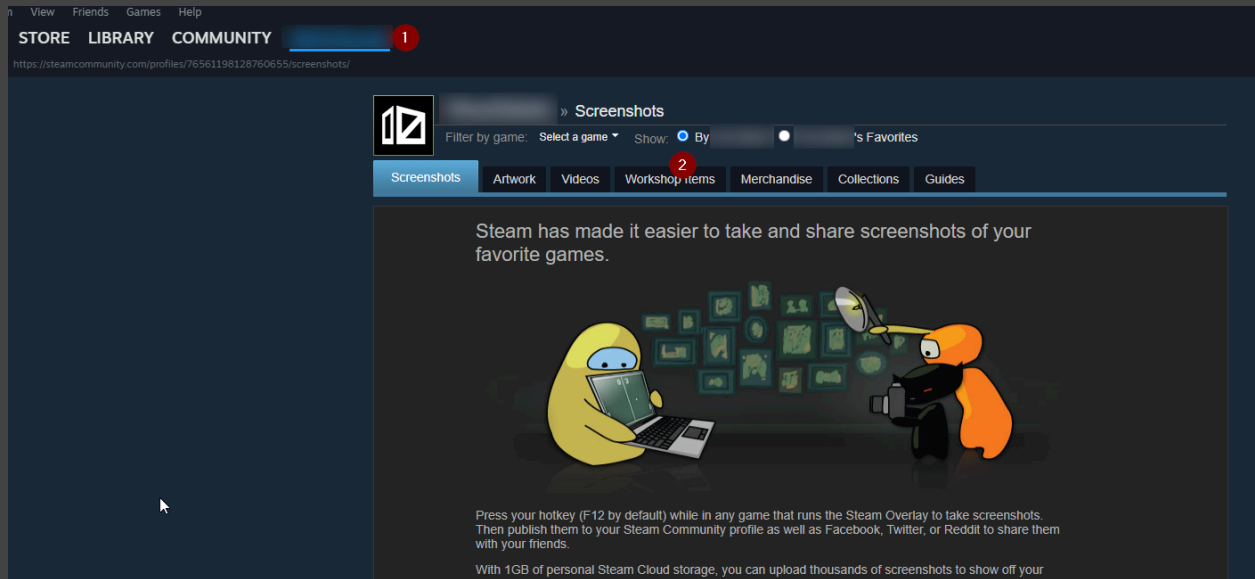 View Friends Games Help
STORE LIBRARY COMMUNITY 1
https://steamcommunity.com/profiles/76561198128760655/screenshots/
» Screenshots
Filter by game: Select a game Show: By 's Favorites
2
Screenshots Artwork Videos Workshop Items Merchandise Collections Guides
Steam has made it easier to take and share screenshots of your
favorite games.
Press your hotkey (F12 by default) while in any game that runs the Steam Overlay to take screenshots.
Then publish them to your Steam Community profile as well as Facebook, Twitter, or Reddit to share them
with your friends.
With 1GB of personal Steam Cloud storage, you can upload thousands of screenshots to show off your